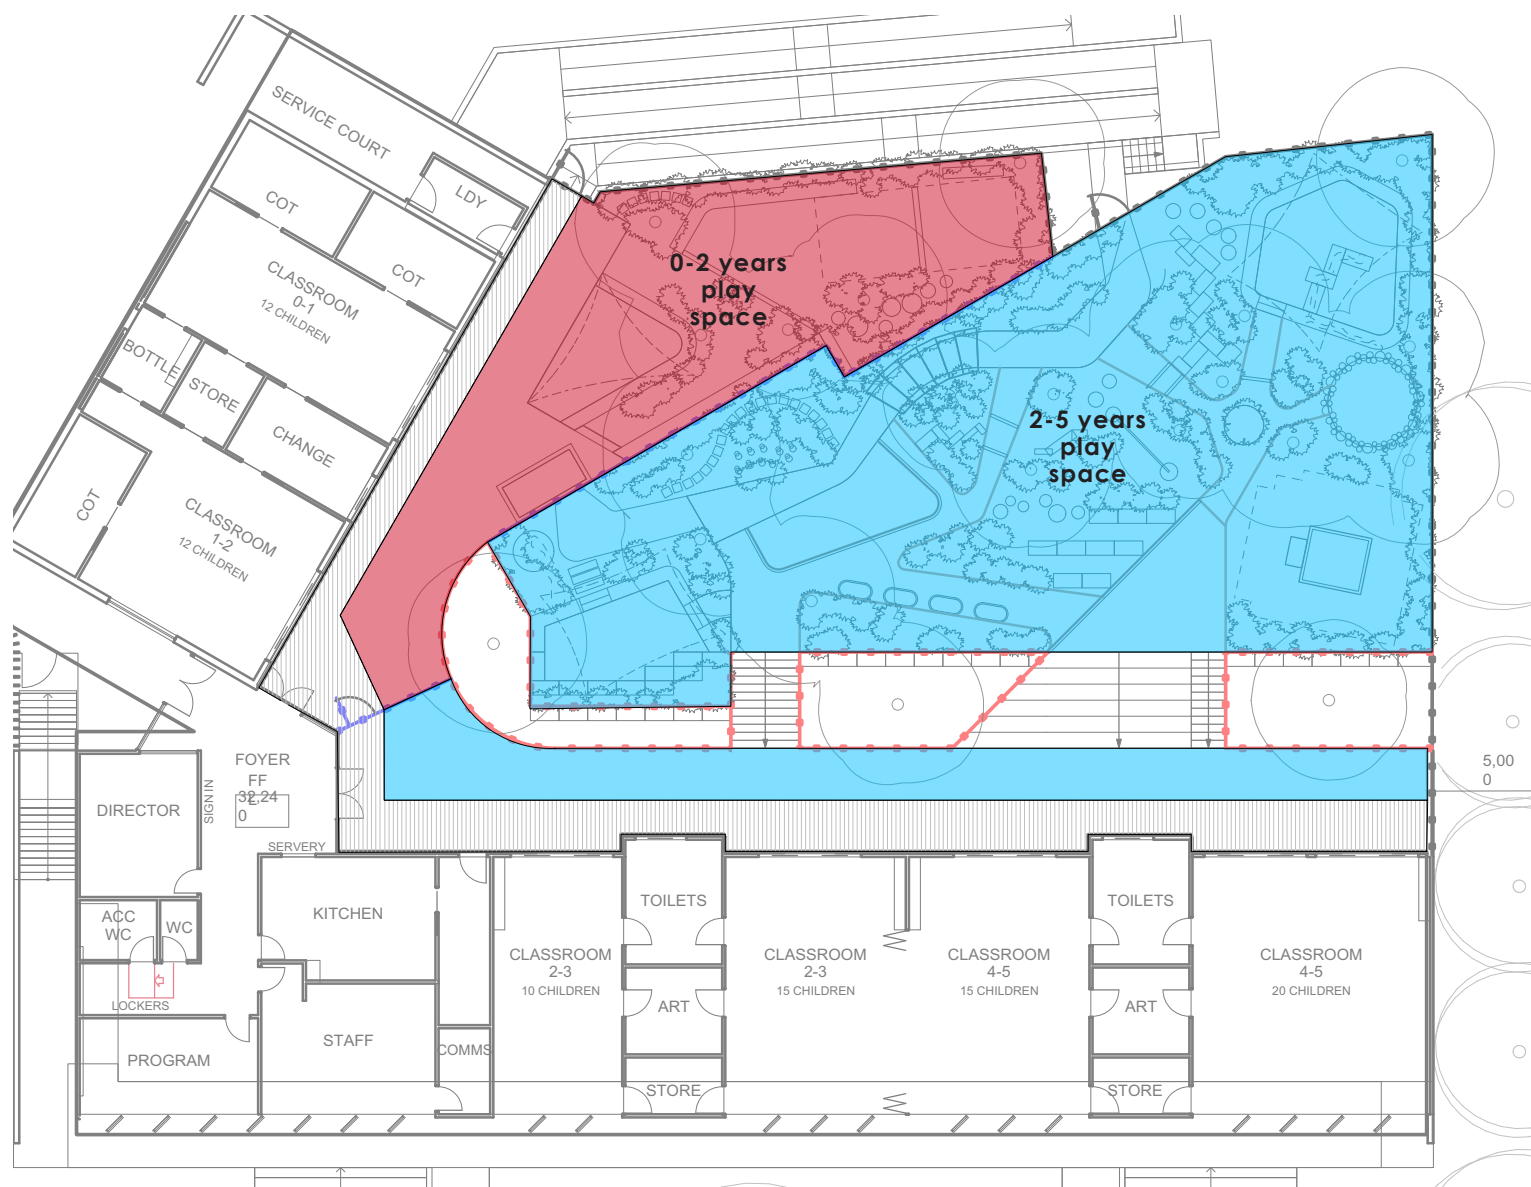 SERVICE COURT
LDY
COT
COT
CLASSROOM
0-1
12 CHILDREN
BOTTLE
STORE
CHANGE
COT
CLASSROOM
1-2
12 CHILDREN
0-2 years
play
space
2-5 years
play
space
5,00
0
FOYER
FF
32,24
0
SIGN IN
DIRECTOR
SERVERY
ACC
WC
WC
KITCHEN
LOCKERS
PROGRAM
STAFF
COMMS
CLASSROOM
2-3
10 CHILDREN
TOILETS
ART
STORE
CLASSROOM
2-3
15 CHILDREN
CLASSROOM
4-5
15 CHILDREN
TOILETS
ART
STORE
CLASSROOM
4-5
20 CHILDREN